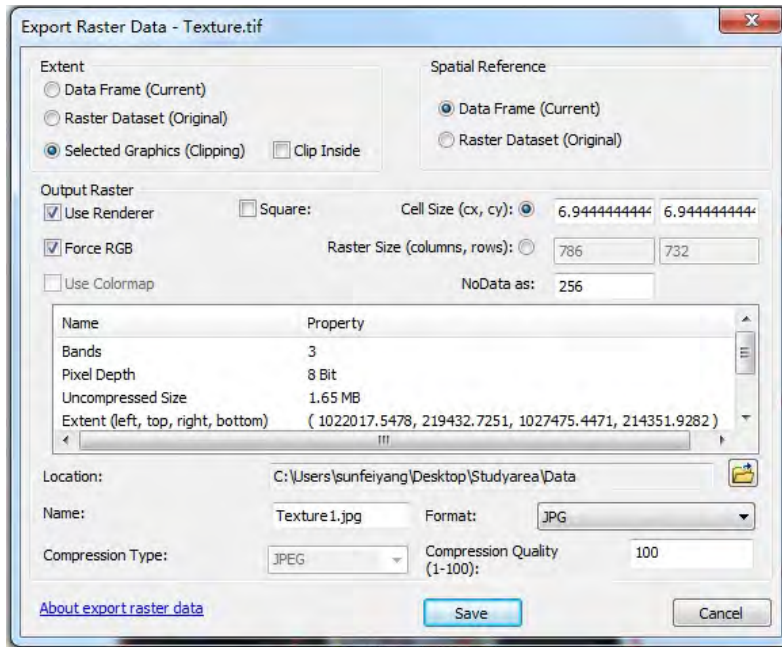 Export Raster Data - Texture.tif
Extent
Data Frame (Current)
Raster Dataset (Original)
Selected Graphics (Clipping) Clip Inside
Spatial Reference
Data Frame (Current)
Raster Dataset (Original)
Output Raster
Use Renderer Square: Cell Size (cx, cy): 6.9444444444 6.9444444444
Force RGB Raster Size (columns, rows): 786 732
Use Colormap NoData as: 256
Name Property
Bands 3
Pixel Depth 8 Bit
Uncompressed Size 1.65 MB
Extent (left, top, right, bottom) ( 1022017.5478, 219432.7251, 1027475.4471, 214351.9282 )
Location: C:\Users\sunfeiyang\Desktop\Studyarea\Data
Name: Texture1.jpg Format: JPG
Compression Type: JPEG Compression Quality (1-100): 100
About export raster data Save Cancel